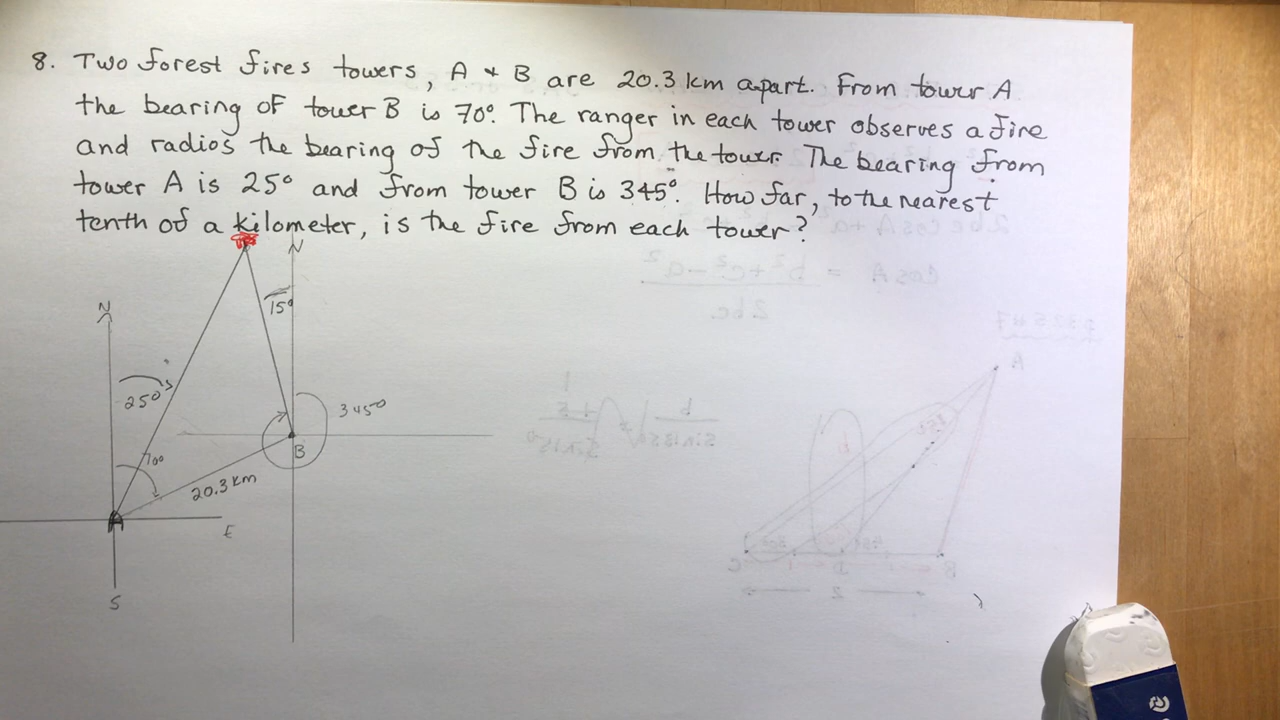 8. Two forest fires towers, A + B are 20.3 km apart. From tower A
the bearing of tower B is 70°. The ranger in each tower observes a fire
and radios the bearing of the fire from the tower. The bearing from
tower A is 25° and from tower B is 345°. How far, to the nearest
tenth of a kilometer, is the fire from each tower?
N
N
15°
25°
345°
B
70°
20.3 km
A
E
S